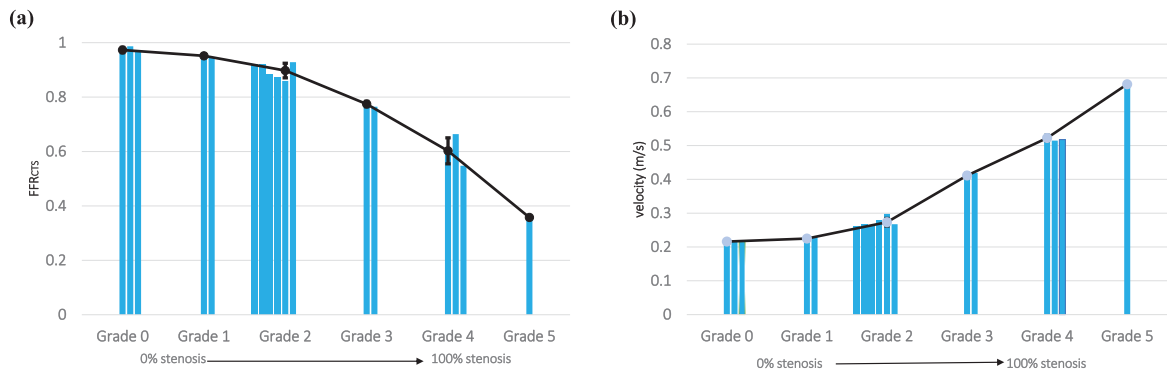 (a)
1
0.8
0.6
0.4
0.2
0
FFRCTS
Grade 0 Grade 1 Grade 2 Grade 3 Grade 4 Grade 5
0% stenosis 100% stenosis
(b)
0.8
0.7
0.6
0.5
0.4
0.3
0.2
0.1
0
velocity (m/s)
Grade 0 Grade 1 Grade 2 Grade 3 Grade 4 Grade 5
0% stenosis 100% stenosis